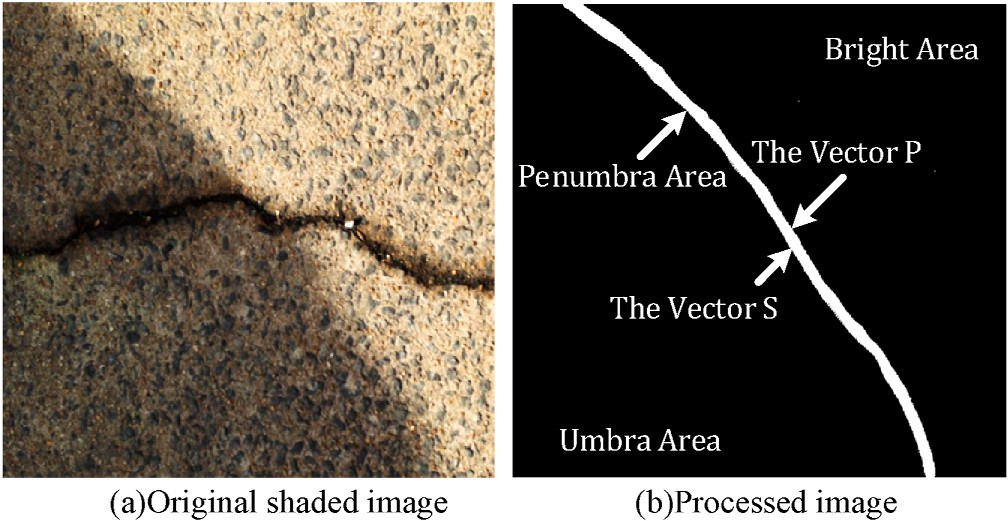 Bright Area
The Vector P
Penumbra Area
The Vector S
Umbra Area
(a)Original shaded image
(b)Processed image